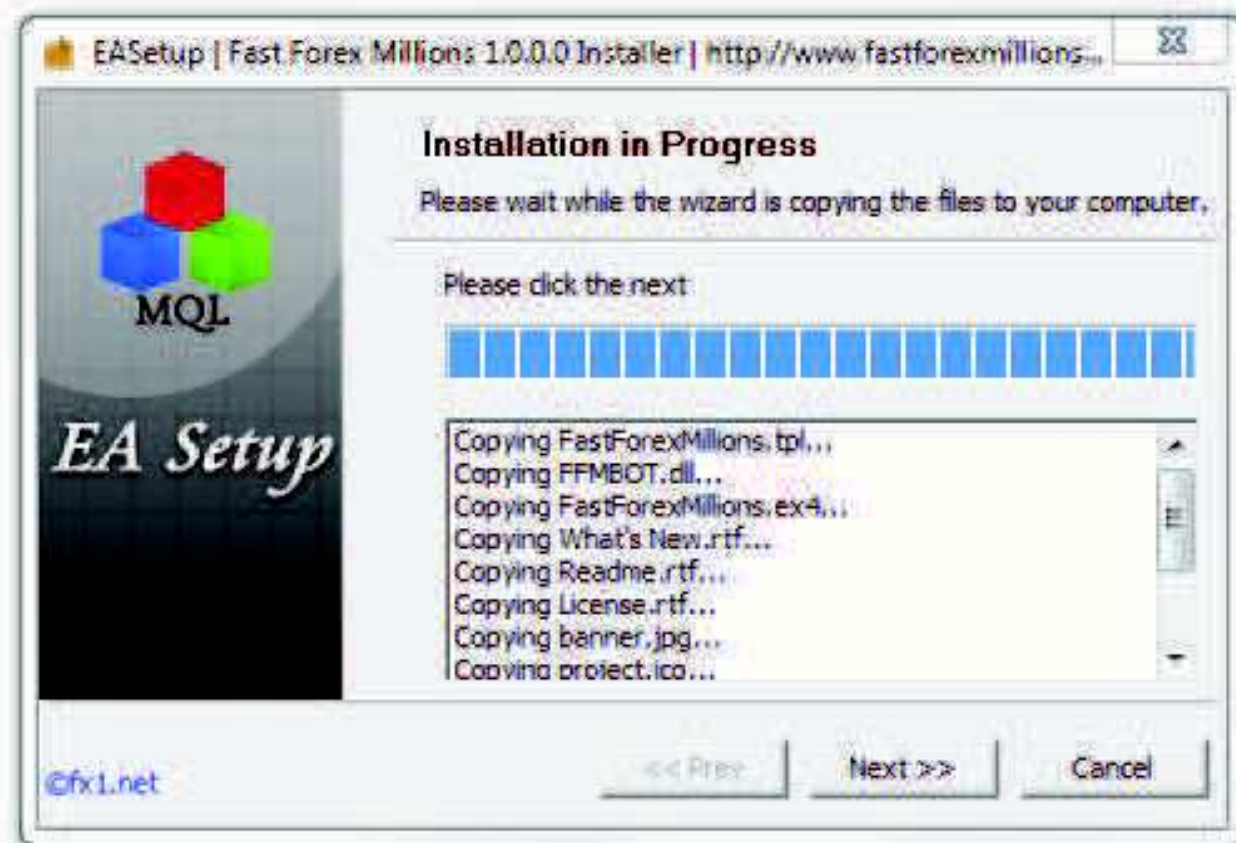 EASetup | Fast Forex Millions 1.0.0.0 Installer | http://www.fastforexmillions...
Installation in Progress
Please wait while the wizard is copying the files to your computer.
Please click the next
MQL
EA Setup
Copying FastForexMillions.tpl...
Copying FFMBOT.dll...
Copying FastForexMillions.ex4...
Copying What's New.rtf...
Copying Readme.rtf...
Copying License.rtf...
Copying banner.jpg...
Copying project.ico...
©fx1.net
<< Prev
Next >>
Cancel